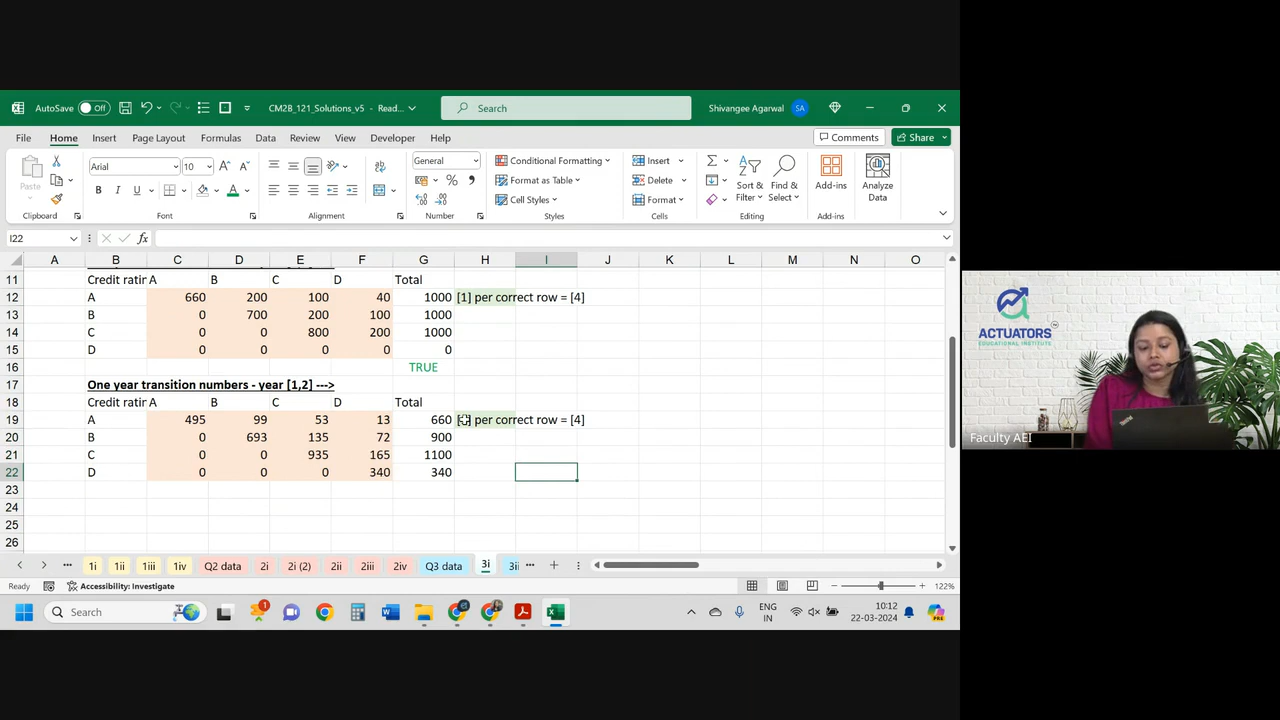 AutoSave Off CM2B_121_Solutions_v5 - Read... Search Shivangee Agarwal SA
File Home Insert Page Layout Formulas Data Review View Developer Help Comments Share
Paste Arial 10 A A General Conditional Formatting Insert
B I U A % , Format as Table Delete Sort & Filter Find & Select Add-ins Analyze Data
Cell Styles Format
Clipboard Font Alignment Number Styles Cells Editing Add-ins
I22 fx
A B C D E F G H I J K L M N O
11 Credit ratir A B C D Total
12 A 660 200 100 40 1000 [1] per correct row = [4]
13 B 0 700 200 100 1000
14 C 0 0 800 200 1000
15 D 0 0 0 0 0
16 TRUE
17 One year transition numbers - year [1,2] --->
18 Credit ratir A B C D Total
19 A 495 99 53 13 660 per correct row = [4]
20 B 0 693 135 72 900
21 C 0 0 935 165 1100
22 D 0 0 0 340 340
23
24
25
26
1i 1ii 1iii 1iv Q2 data 2i 2i (2) 2ii 2iii 2iv Q3 data 3i 3ii
Ready Accessibility: Investigate 122%
Search 1 ENG IN 10:12 22-03-2024 PRE
ACTUATORS
EDUCATIONAL INSTITUTE
Faculty AEI